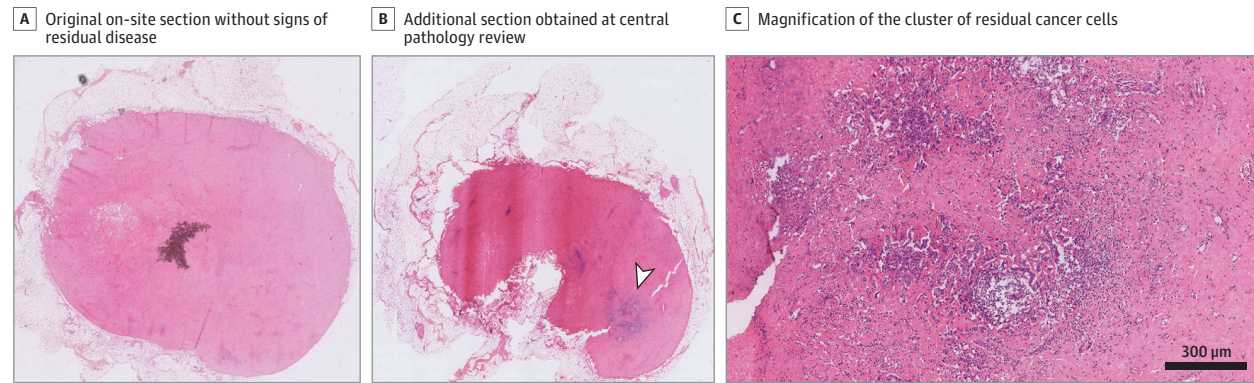 A Original on-site section without signs of
residual disease
B Additional section obtained at central
pathology review
C Magnification of the cluster of residual cancer cells
300 µm